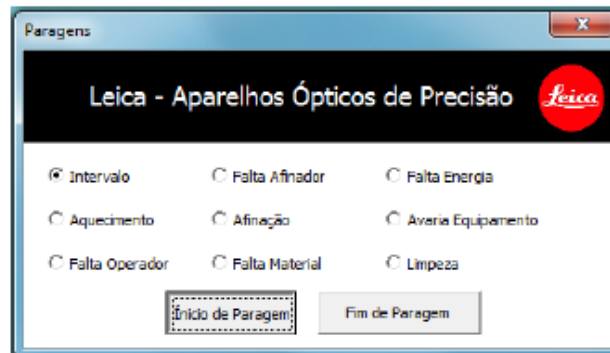 Paragens
Leica - Aparelhos Ópticos de Precisão
Leica
Intervalo
Falta Afinador
Falta Energia
Aquecimento
Afinação
Avaria Equipamento
Falta Operador
Falta Material
Limpeza
Ínicio de Paragem
Fim de Paragem